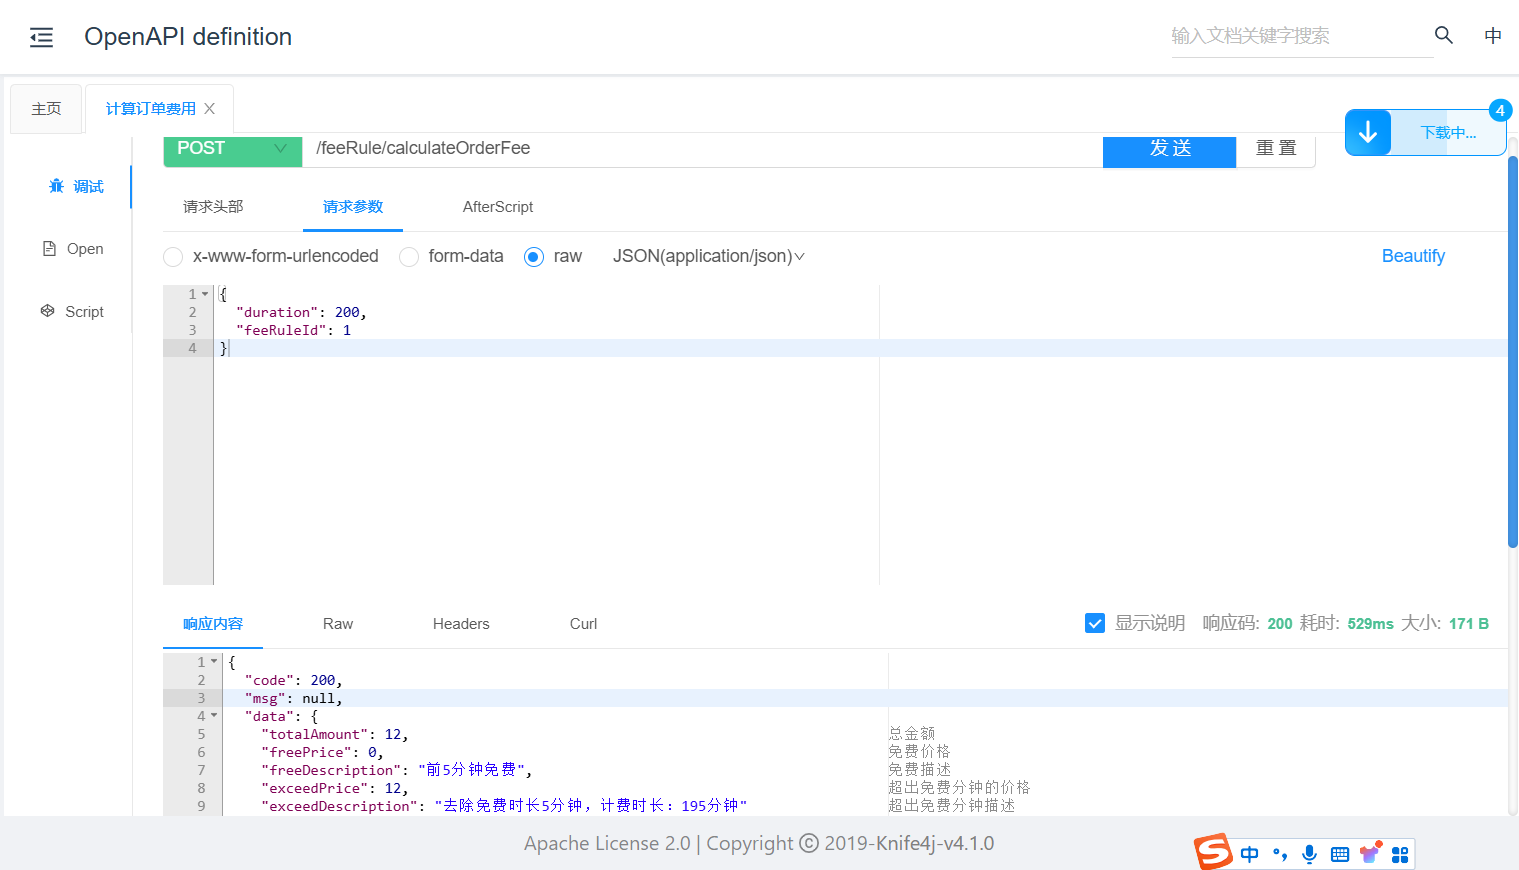 OpenAPI definition
输入文档关键字搜索
中
主页
计算订单费用
4
下载中...
POST
/feeRule/calculateOrderFee
发 送
重 置
调试
Open
Script
请求头部
请求参数
AfterScript
x-www-form-urlencoded
form-data
raw
JSON(application/json)
Beautify
1 {
2 "duration": 200,
3 "feeRuleId": 1
4 }
响应内容
Raw
Headers
Curl
显示说明 响应码: 200 耗时: 529ms 大小: 171 B
1 {
2 "code": 200,
3 "msg": null,
4 "data": {
5 "totalAmount": 12, 总金额
6 "freePrice": 0, 免费价格
7 "freeDescription": "前5分钟免费", 免费描述
8 "exceedPrice": 12, 超出免费分钟的价格
9 "exceedDescription": "去除免费时长5分钟，计费时长：195分钟" 超出免费分钟描述
Apache License 2.0 | Copyright © 2019-Knife4j-v4.1.0
S 中